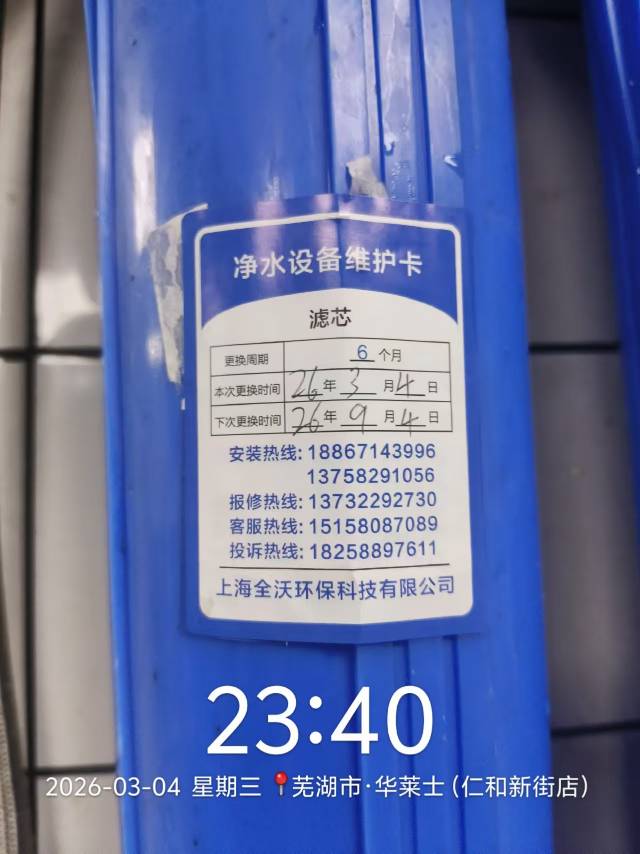 净水设备维护卡
滤芯
更换周期 6 个月
本次更换时间 26年 3 月 4 日
下次更换时间 26年 9 月 4 日
安装热线: 18867143996
13758291056
报修热线: 13732292730
客服热线: 15158087089
投诉热线: 18258897611
上海全沃环保科技有限公司
23:40
2026-03-04 星期三 📍芜湖市·华莱士(仁和新街店)